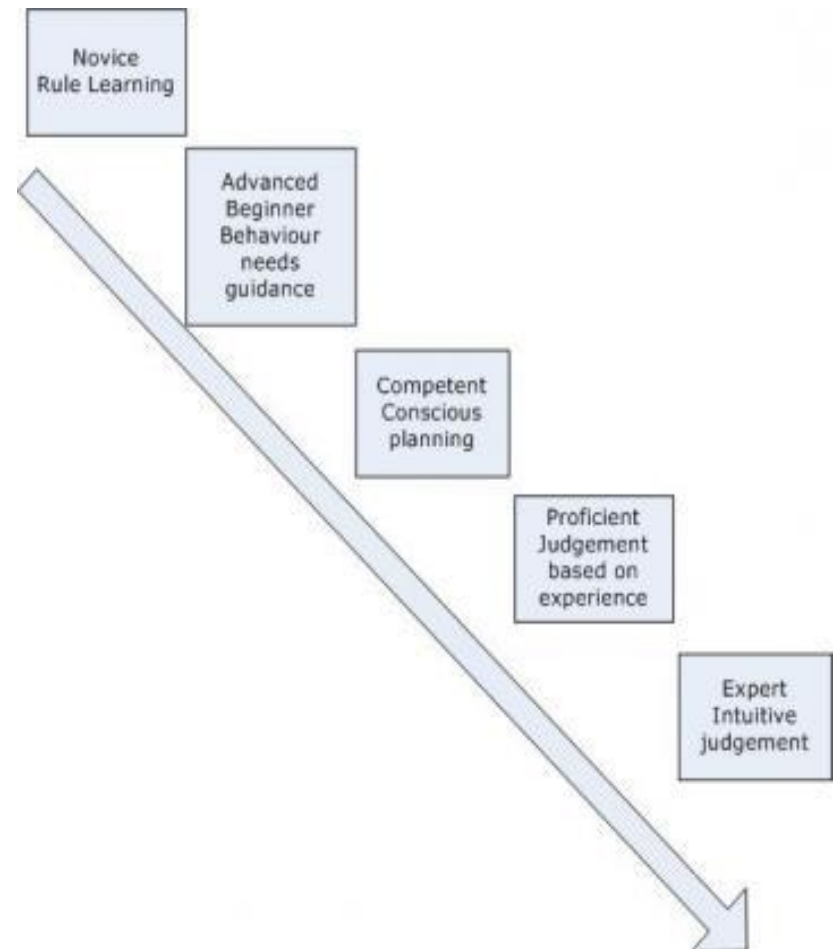 Novice
Rule Learning
Advanced
Beginner
Behaviour
needs
guidance
Competent
Conscious
planning
Proficient
Judgement
based on
experience
Expert
Intuitive
judgement